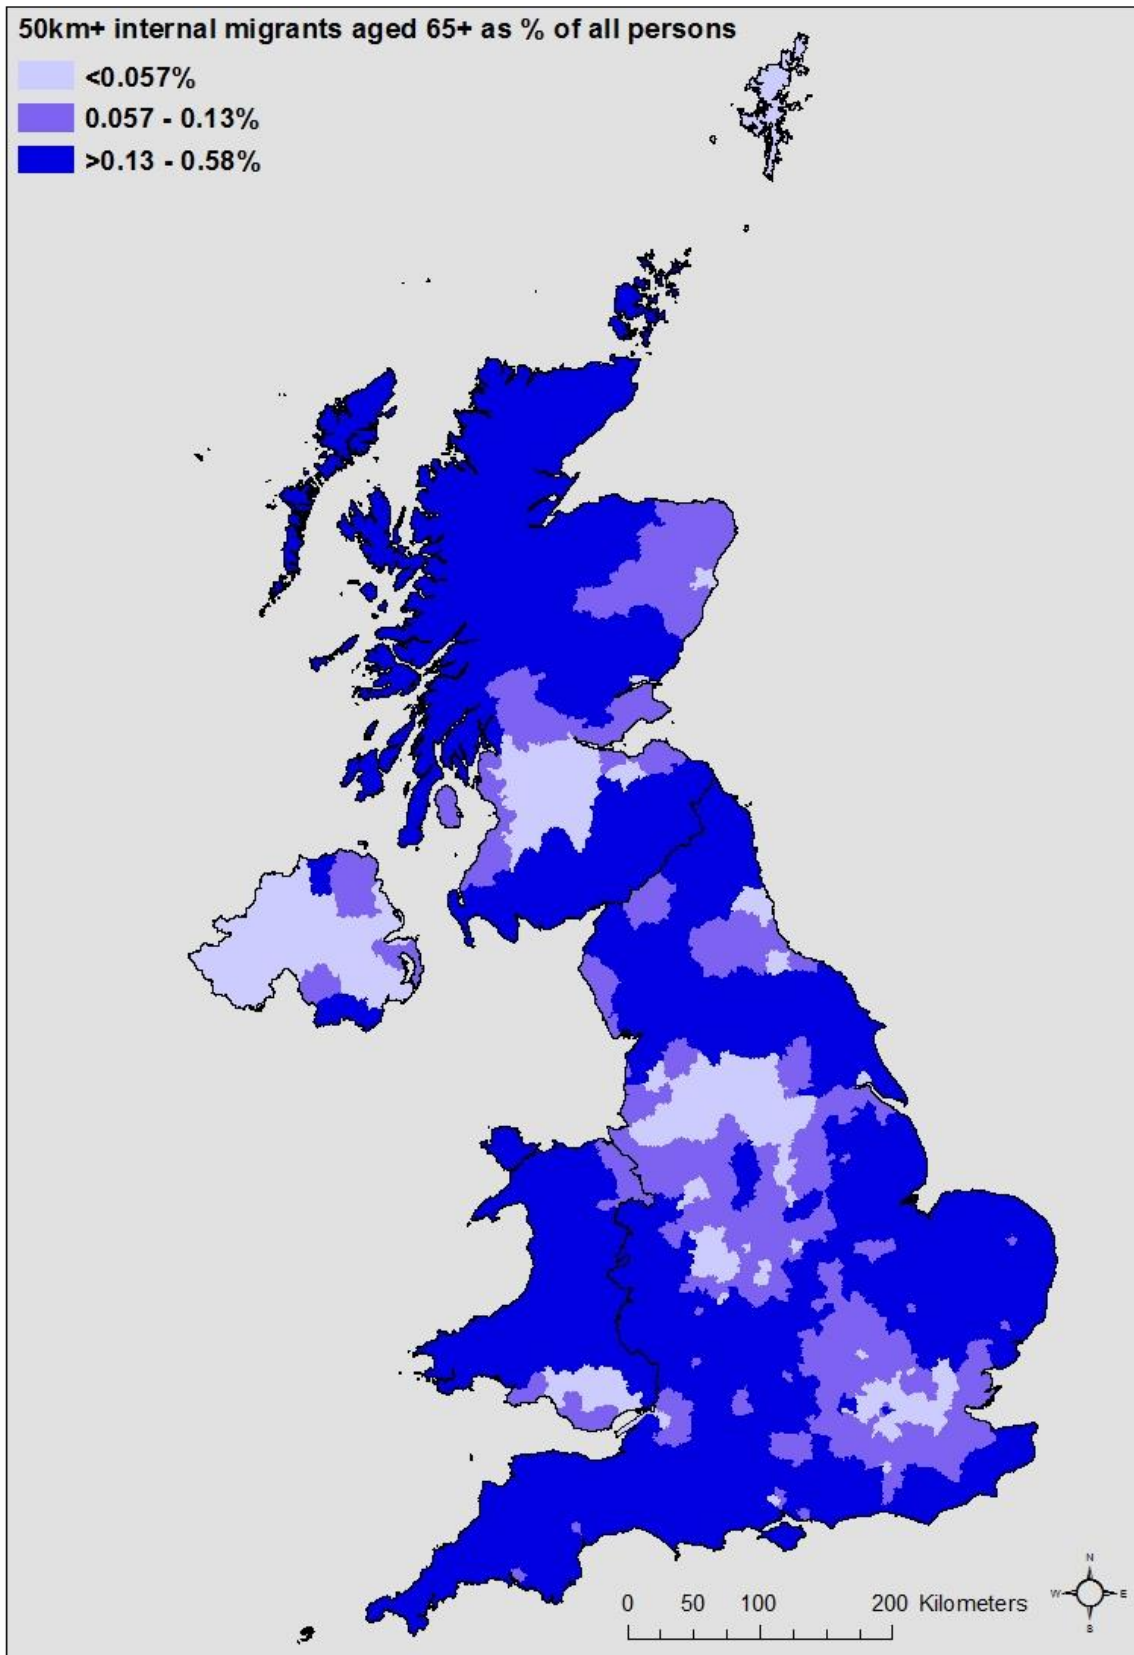 50km+ internal migrants aged 65+ as % of all persons
<0.057%
0.057 - 0.13%
>0.13 - 0.58%
N
W E
S
0 50 100 200 Kilometers